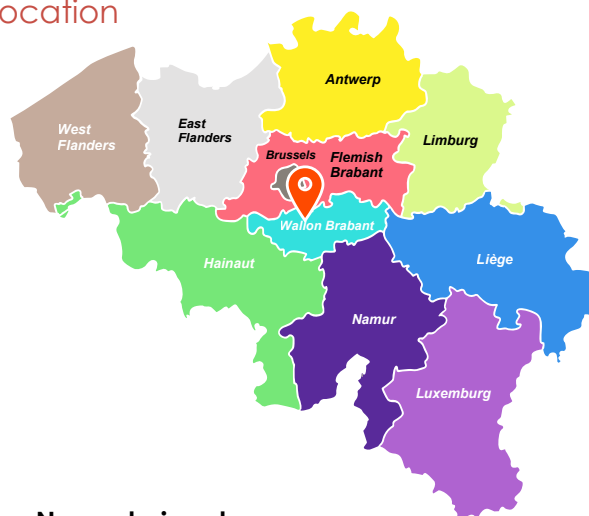 ocation
Antwerp
West
Flanders
East
Flanders
Limburg
Brussels
Flemish
Brabant
Wallon Brabant
Hainaut
Liège
Namur
Luxemburg